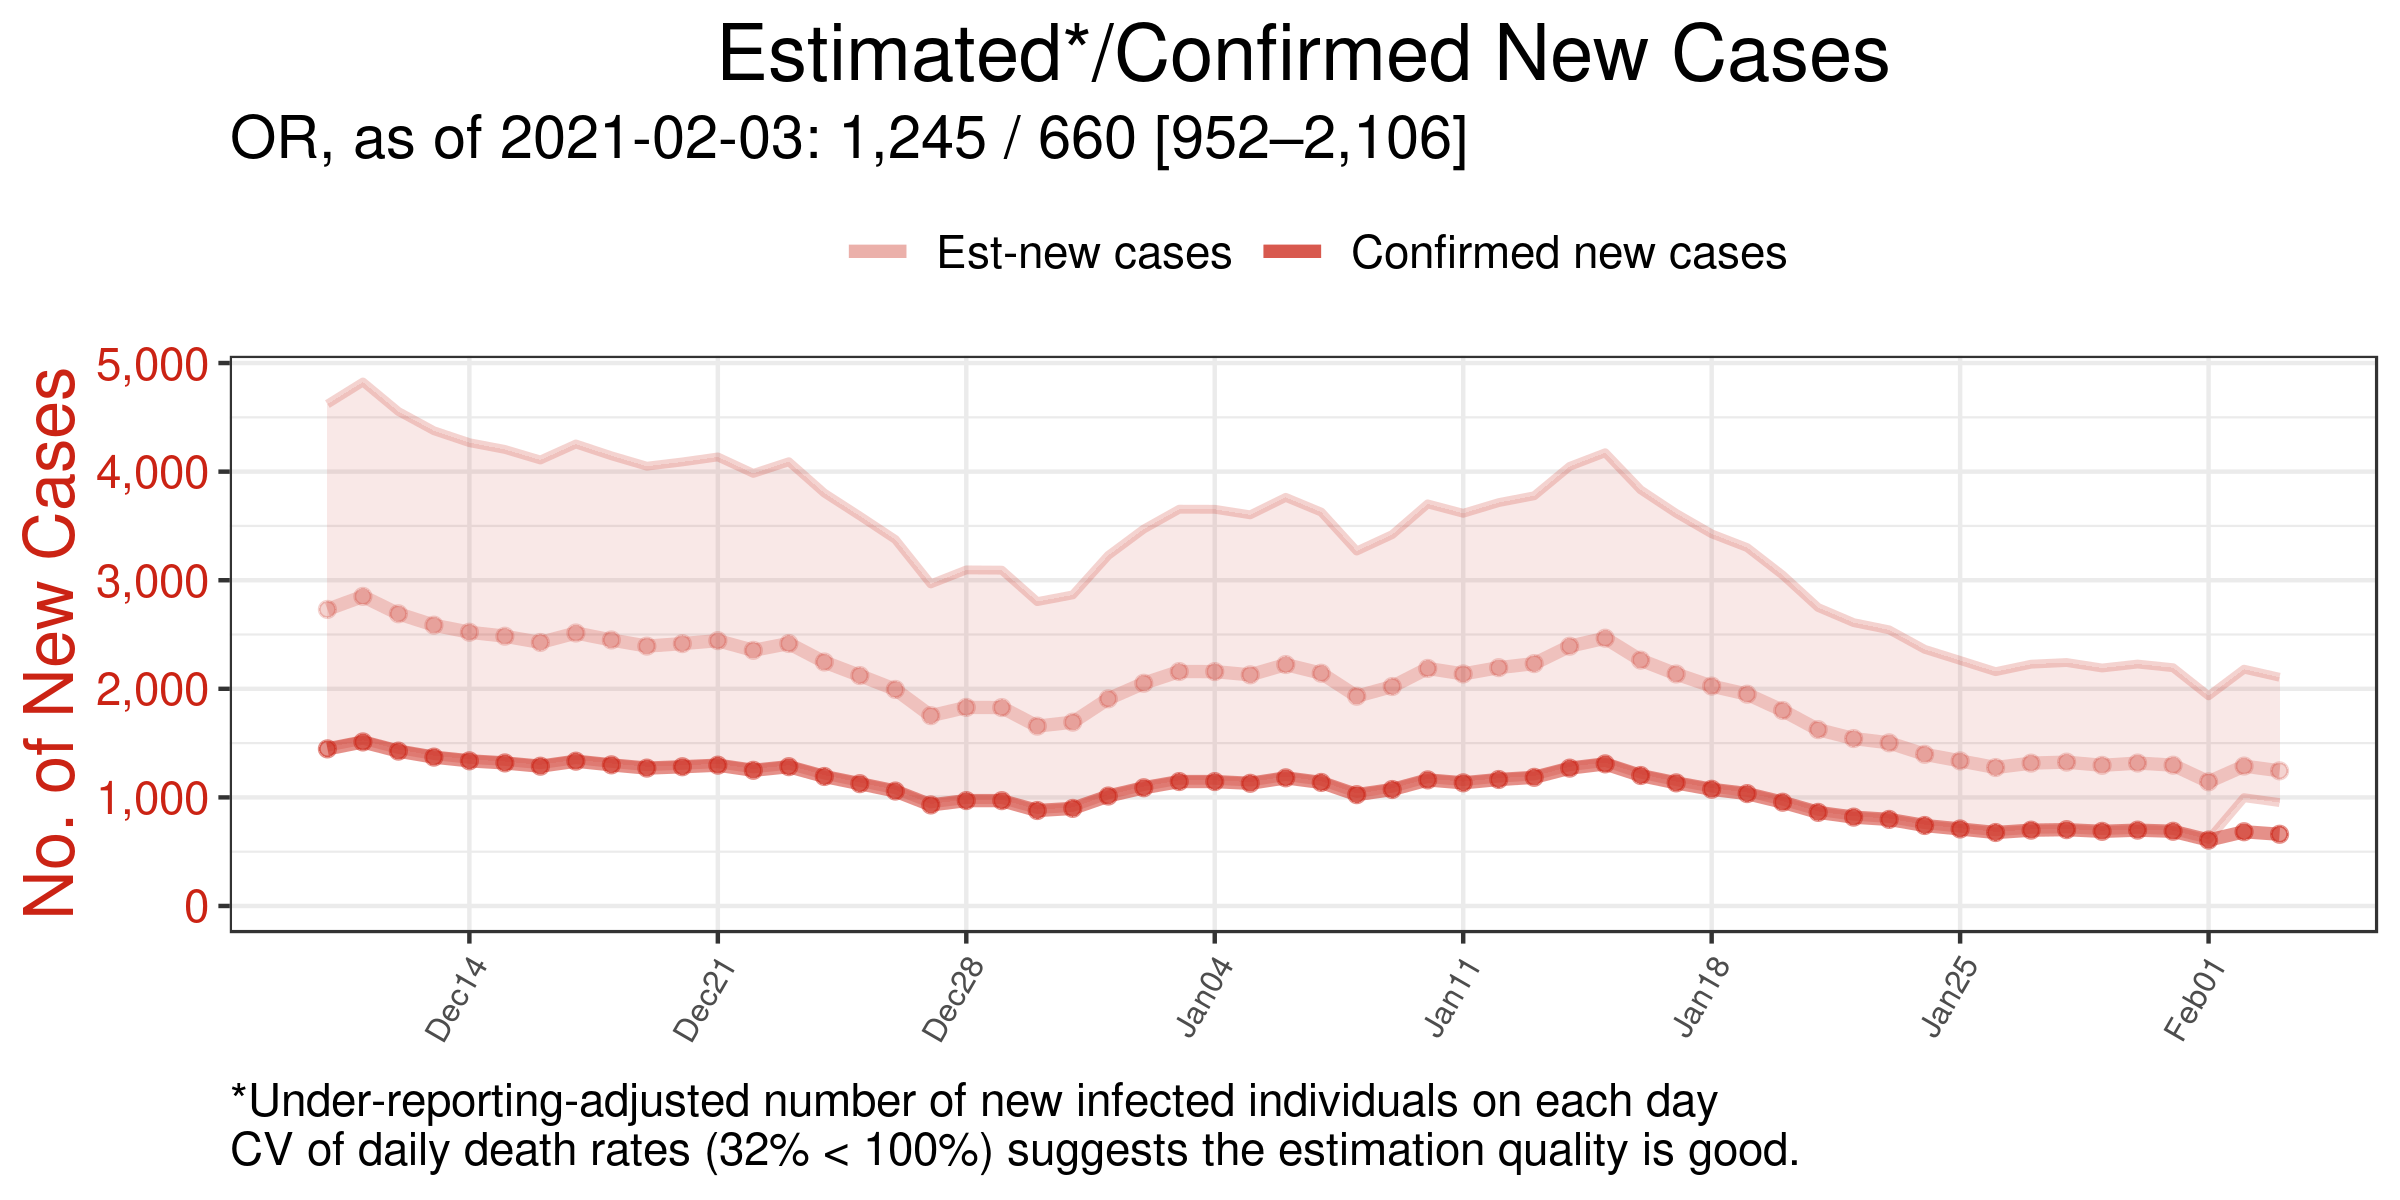 Estimated*/Confirmed New Cases
OR, as of 2021-02-03: 1,245 / 660 [952–2,106]
Est-new cases Confirmed new cases
No. of New Cases
5,000
4,000
3,000
2,000
1,000
0
Dec14 Dec21 Dec28 Jan04 Jan11 Jan18 Jan25 Feb01
*Under-reporting-adjusted number of new infected individuals on each day
CV of daily death rates (32% < 100%) suggests the estimation quality is good.